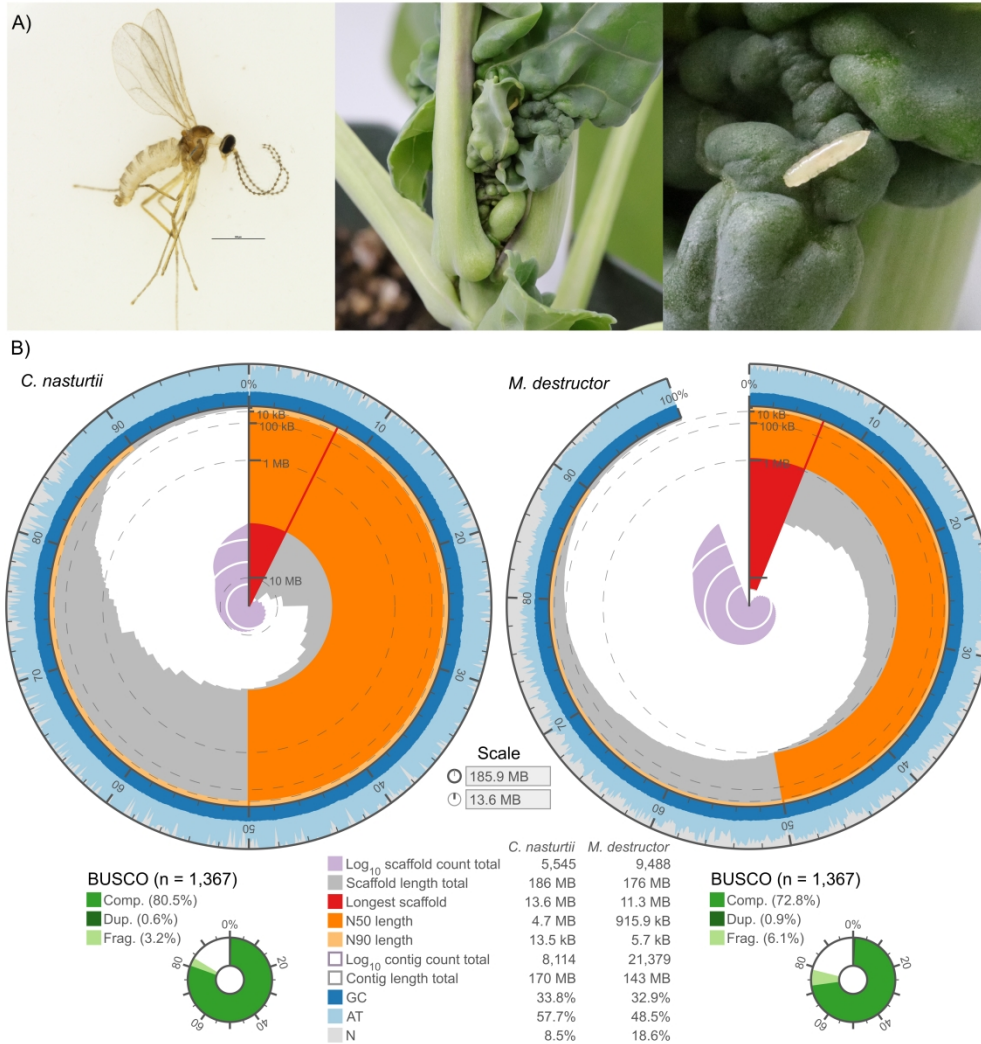 A)
B)
C. nasturtii
M. destructor
0%
10
20
30
40
50
60
70
80
90
10 kB
100 kB
1 MB
10 MB
0%
100%
10
20
30
40
50
60
70
80
90
10 kB
100 kB
1 MB
Scale
185.9 MB
13.6 MB
C. nasturtii M. destructor
Log10 scaffold count total 5,545 9,488
Scaffold length total 186 MB 176 MB
Longest scaffold 13.6 MB 11.3 MB
N50 length 4.7 MB 915.9 kB
N90 length 13.5 kB 5.7 kB
Log10 contig count total 8,114 21,379
Contig length total 170 MB 143 MB
GC 33.8% 32.9%
AT 57.7% 48.5%
N 8.5% 18.6%
BUSCO (n = 1,367)
Comp. (80.5%)
Dup. (0.6%)
Frag. (3.2%)
0%
20
40
60
80
BUSCO (n = 1,367)
Comp. (72.8%)
Dup. (0.9%)
Frag. (6.1%)
0%
20
40
60
80